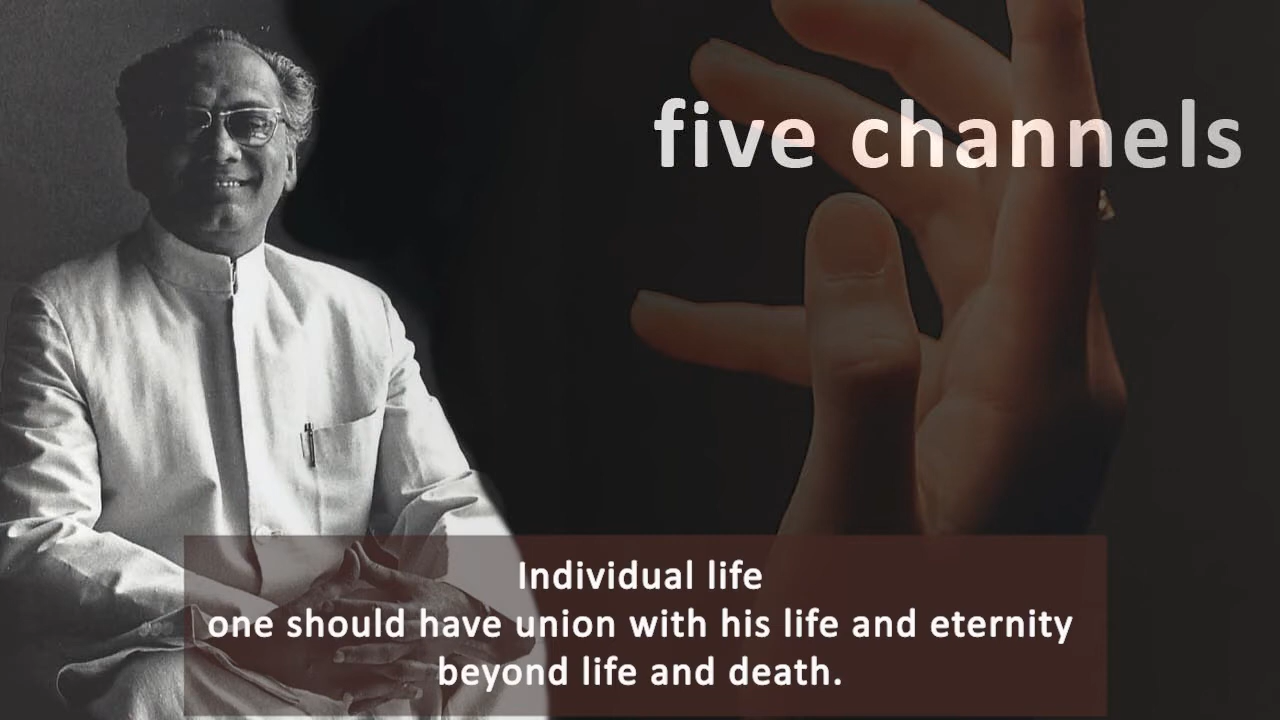 five channels
Individual life
one should have union with his life and eternity
beyond life and death.